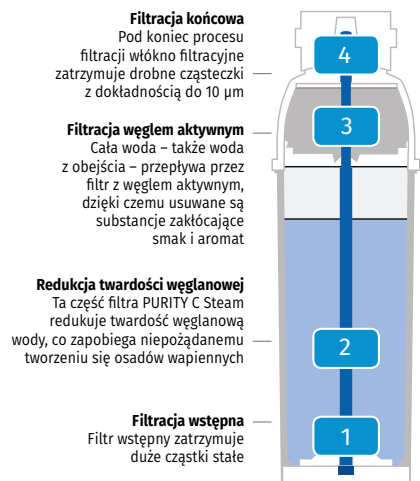 Filtracja końcowa
Pod koniec procesu
filtracji włókno filtracyjne
zatrzymuje drobne cząsteczki
z dokładnością do 10 µm
4
Filtracja węglem aktywnym
Cała woda – także woda
z obejścia – przepływa przez
filtr z węglem aktywnym,
dzięki czemu usuwane są
substancje zakłócające
smak i aromat
3
Redukcja twardości węglanowej
Ta część filtra PURITY C Steam
redukuje twardość węglanową
wody, co zapobiega niepożądanemu
tworzeniu się osadów wapiennych
2
Filtracja wstępna
Filtr wstępny zatrzymuje
duże cząstki stałe
1